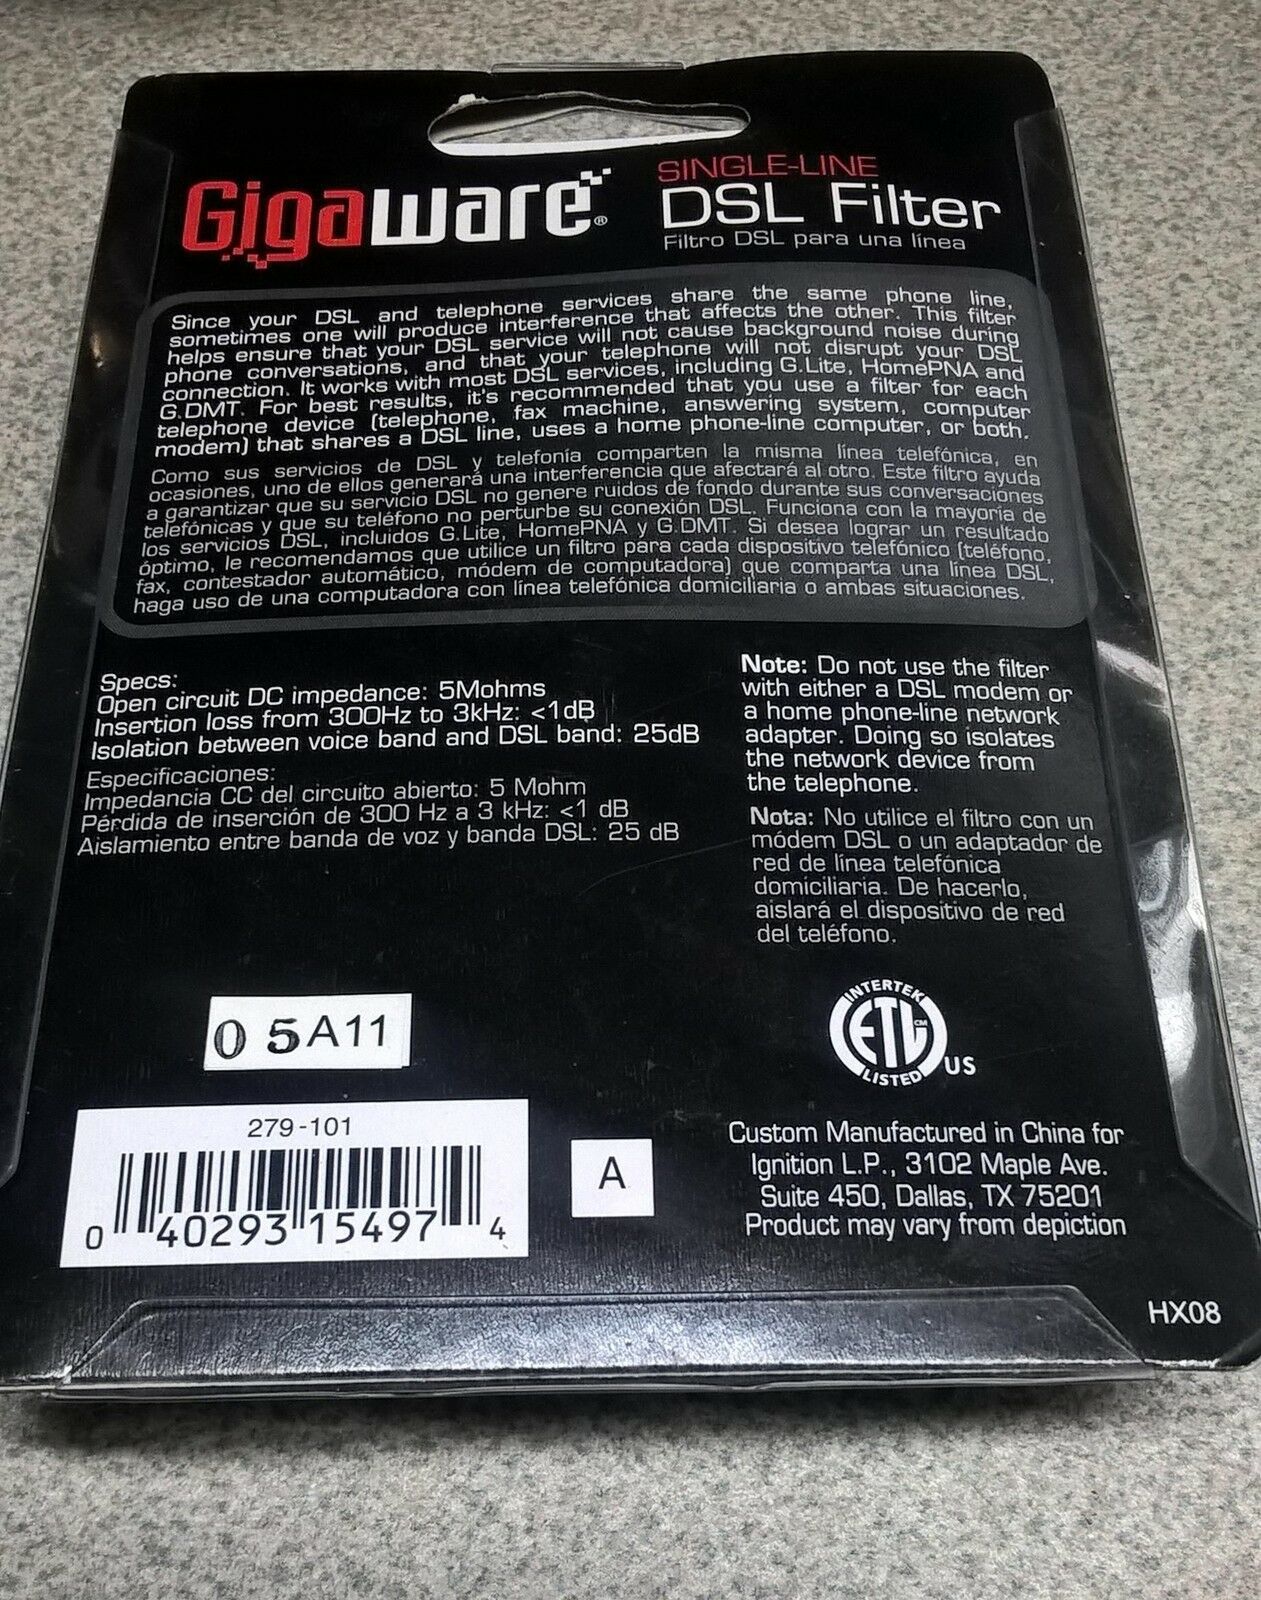 Gigaware®
SINGLE-LINE
DSL Filter
Filtro DSL para una línea
Since your DSL and telephone services share the same phone line,
sometimes one will produce interference that affects the other. This filter
helps ensure that your DSL service will not cause background noise during
phone conversations, and that your telephone will not disrupt your DSL
connection. It works with most DSL services, including G.Lite, HomePNA and
G.DMT. For best results, it's recommended that you use a filter for each
telephone device (telephone, fax machine, answering system, computer
modem) that shares a DSL line, uses a home phone-line computer, or both.
Como sus servicios de DSL y telefonía comparten la misma línea telefónica, en
ocasiones, uno de ellos generará una interferencia que afectará al otro. Este filtro ayuda
a garantizar que su servicio DSL no genere ruidos de fondo durante sus conversaciones
telefónicas y que su teléfono no perturbe su conexión DSL. Funciona con la mayoría de
los servicios DSL, incluidos G.Lite, HomePNA y G.DMT. Si desea lograr un resultado
óptimo, le recomendamos que utilice un filtro para cada dispositivo telefónico (teléfono,
fax, contestador automático, módem de computadora) que comparta una línea DSL,
haga uso de una computadora con línea telefónica domiciliaria o ambas situaciones.
Specs:
Open circuit DC impedance: 5Mohms
Insertion loss from 300Hz to 3kHz: <1dB
Isolation between voice band and DSL band: 25dB
Especificaciones:
Impedancia CC del circuito abierto: 5 Mohm
Pérdida de inserción de 300 Hz a 3 kHz: <1 dB
Aislamiento entre banda de voz y banda DSL: 25 dB
Note: Do not use the filter
with either a DSL modem or
a home phone-line network
adapter. Doing so isolates
the network device from
the telephone.
Nota: No utilice el filtro con un
módem DSL o un adaptador de
red de línea telefónica
domiciliaria. De hacerlo,
aislará el dispositivo de red
del teléfono.
05A11
INTERTEK
ETL CM
LISTED
US
279-101
0 40293 15497 4
A
Custom Manufactured in China for
Ignition L.P., 3102 Maple Ave.
Suite 450, Dallas, TX 75201
Product may vary from depiction
HX08